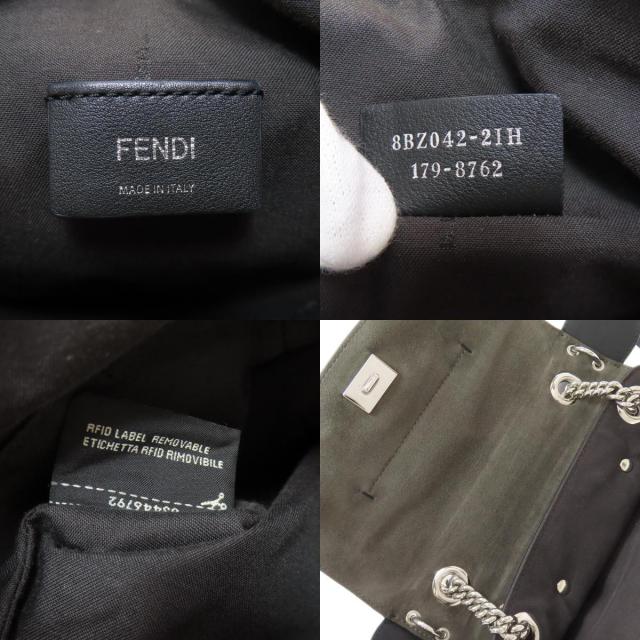 FENDI
MADE IN ITALY
8BZ042-2IH
179-8762
RFID LABEL REMOVABLE
ETICHETTA RFID RIMOVIBILE